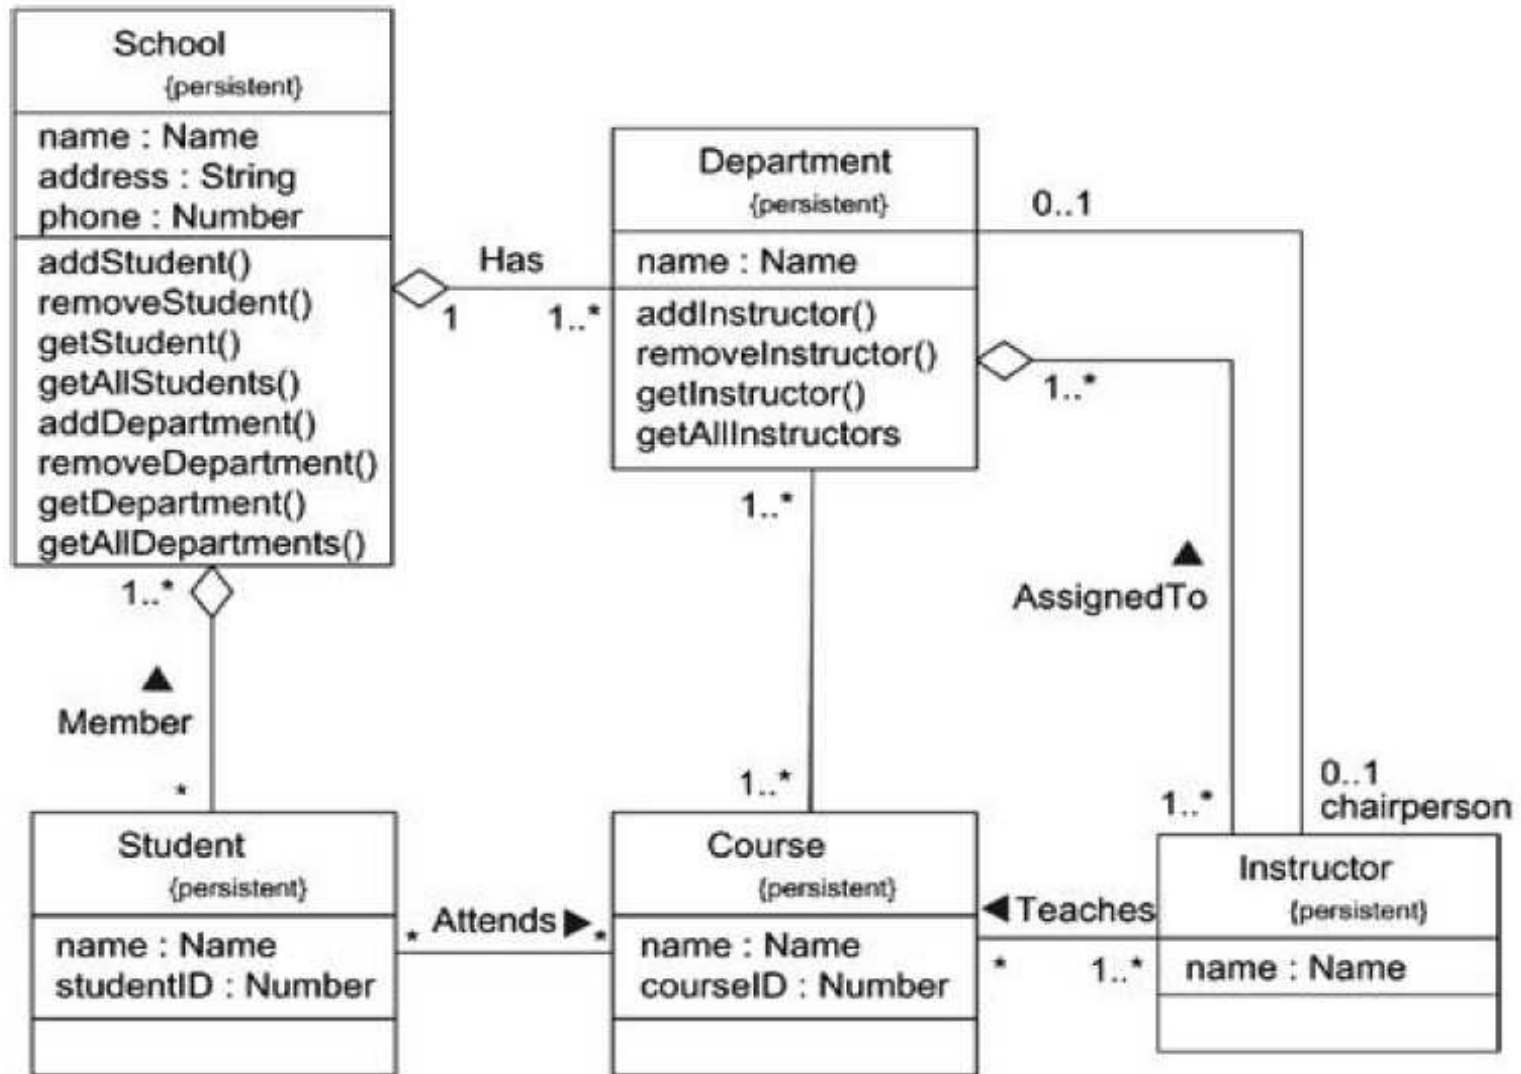 School
{persistent}
name : Name
address : String
phone : Number
addStudent()
removeStudent()
getStudent()
getAllStudents()
addDepartment()
removeDepartment()
getDepartment()
getAllDepartments()
Has
1
1..*
Department
{persistent}
name : Name
addInstructor()
removeInstructor()
getInstructor()
getAllInstructors
0..1
1..*
1..*
1..*
▲
Member
*
▲
AssignedTo
1..*
1..*
0..1
chairperson
Student
{persistent}
name : Name
studentID : Number
* Attends ▶ *
Course
{persistent}
name : Name
courseID : Number
◀ Teaches
* 1..*
Instructor
{persistent}
name : Name